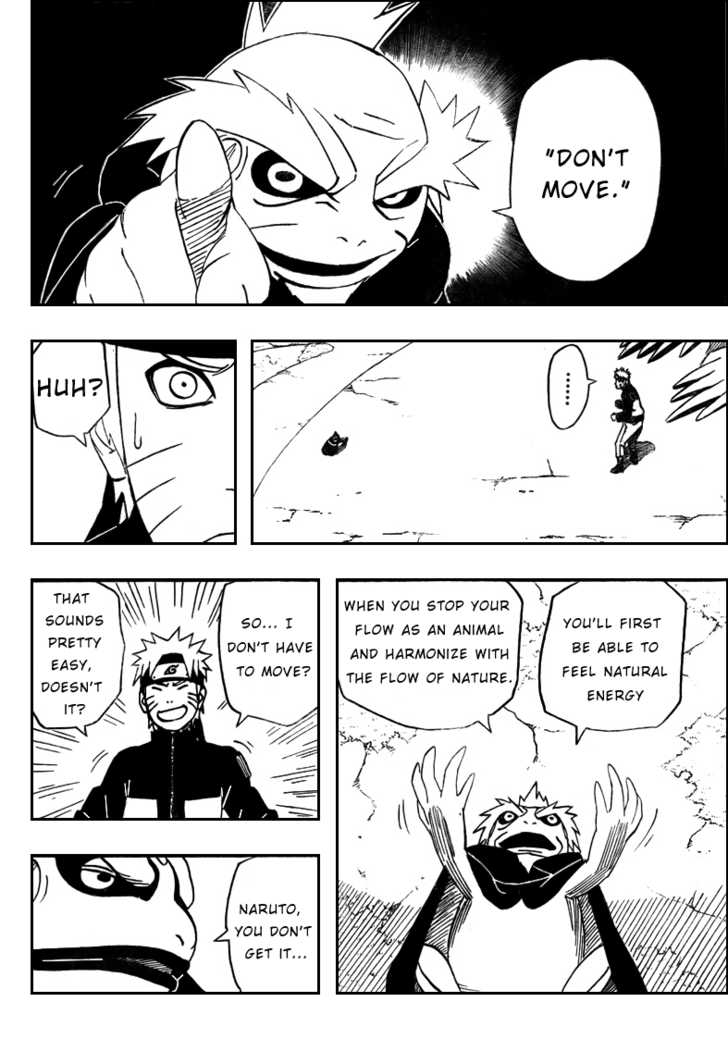 "DON'T
MOVE."
......
HUH?
YOU'LL FIRST
BE ABLE TO
FEEL NATURAL
ENERGY
WHEN YOU STOP YOUR
FLOW AS AN ANIMAL
AND HARMONIZE WITH
THE FLOW OF NATURE.
SO... I
DON'T HAVE
TO MOVE?
THAT
SOUNDS
PRETTY
EASY,
DOESN'T
IT?
NARUTO,
YOU DON'T
GET IT...